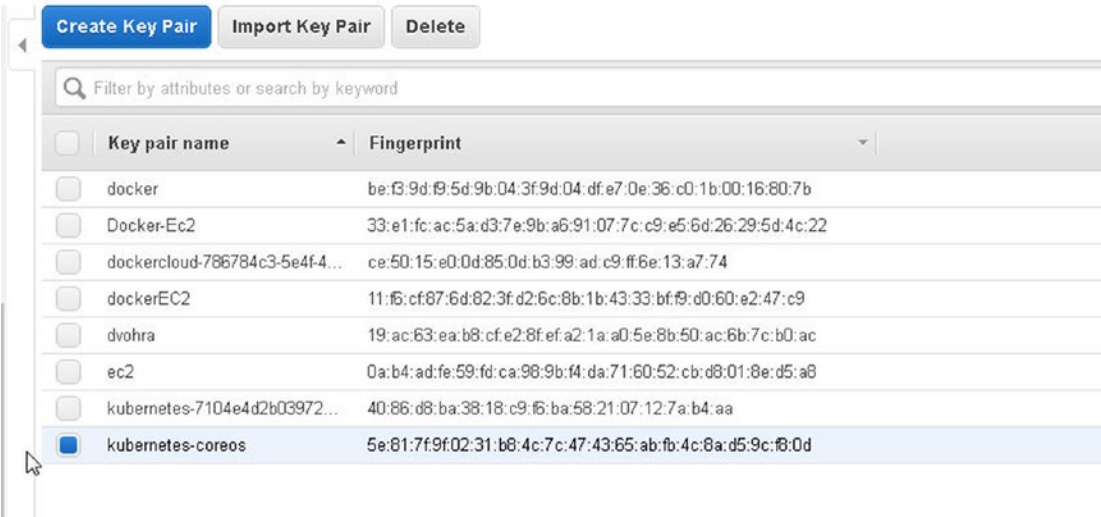 Create Key Pair Import Key Pair Delete
Filter by attributes or search by keyword
Key pair name Fingerprint
docker be:f3:9d:f9:5d:9b:04:3f:9d:04:df:e7:0e:36:c0:1b:00:16:80:7b
Docker-Ec2 33:e1:fc:ac:5a:d3:7e:9b:a6:91:07:7c:c9:e5:6d:26:29:5d:4c:22
dockercloud-786784c3-5e4f-4... ce:50:15:e0:0d:85:0d:b3:99:ad:c9:ff:6e:13:a7:74
dockerEC2 11:f6:cf:87:6d:82:3f:d2:6c:8b:1b:43:33:bf:f9:d0:60:e2:47:c9
dvohra 19:ac:63:ea:b8:cf:e2:8f:ef:a2:1a:a0:5e:8b:50:ac:6b:7c:b0:ac
ec2 0a:b4:ad:fe:59:fd:ca:98:9b:f4:da:71:60:52:cb:d8:01:8e:d5:a8
kubernetes-7104e4d2b03972... 40:86:d8:ba:38:18:c9:f6:ba:58:21:07:12:7a:b4:aa
kubernetes-coreos 5e:81:7f:9f:02:31:b8:4c:7c:47:43:65:ab:fb:4c:8a:d5:9c:f8:0d